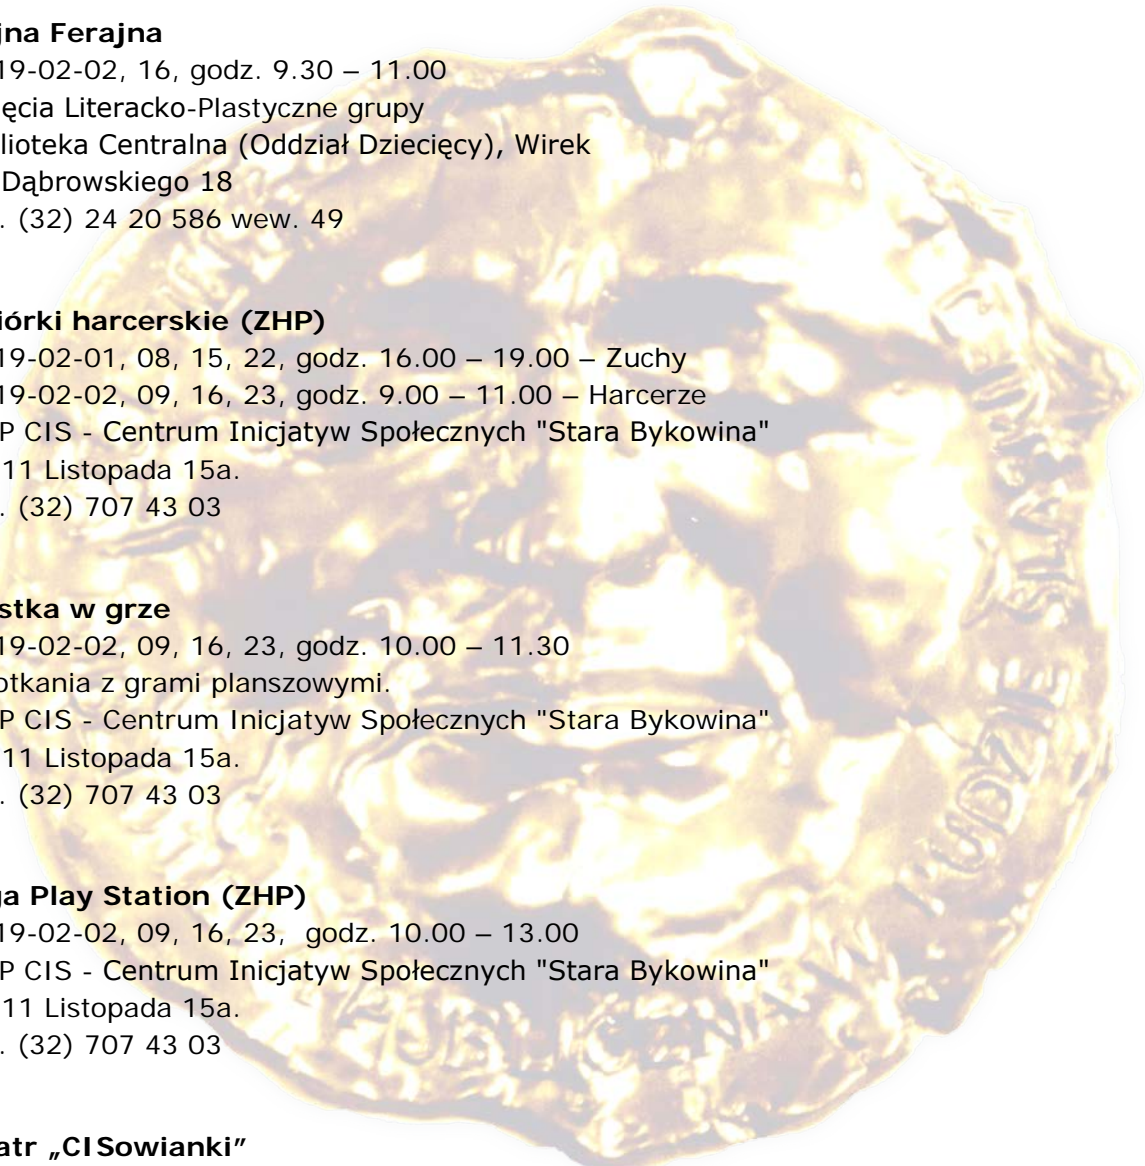 jna Ferajna
19-02-02, 16, godz. 9.30 – 11.00
ęcia Literacko-Plastyczne grupy
lioteka Centralna (Oddział Dziecięcy), Wirek
Dąbrowskiego 18
. (32) 24 20 586 wew. 49
iórki harcerskie (ZHP)
19-02-01, 08, 15, 22, godz. 16.00 – 19.00 – Zuchy
19-02-02, 09, 16, 23, godz. 9.00 – 11.00 – Harcerze
P CIS - Centrum Inicjatyw Społecznych "Stara Bykowina"
11 Listopada 15a.
. (32) 707 43 03
stka w grze
19-02-02, 09, 16, 23, godz. 10.00 – 11.30
otkania z grami planszowymi.
P CIS - Centrum Inicjatyw Społecznych "Stara Bykowina"
11 Listopada 15a.
. (32) 707 43 03
ga Play Station (ZHP)
19-02-02, 09, 16, 23, godz. 10.00 – 13.00
P CIS - Centrum Inicjatyw Społecznych "Stara Bykowina"
11 Listopada 15a.
. (32) 707 43 03
atr „CISowianki”